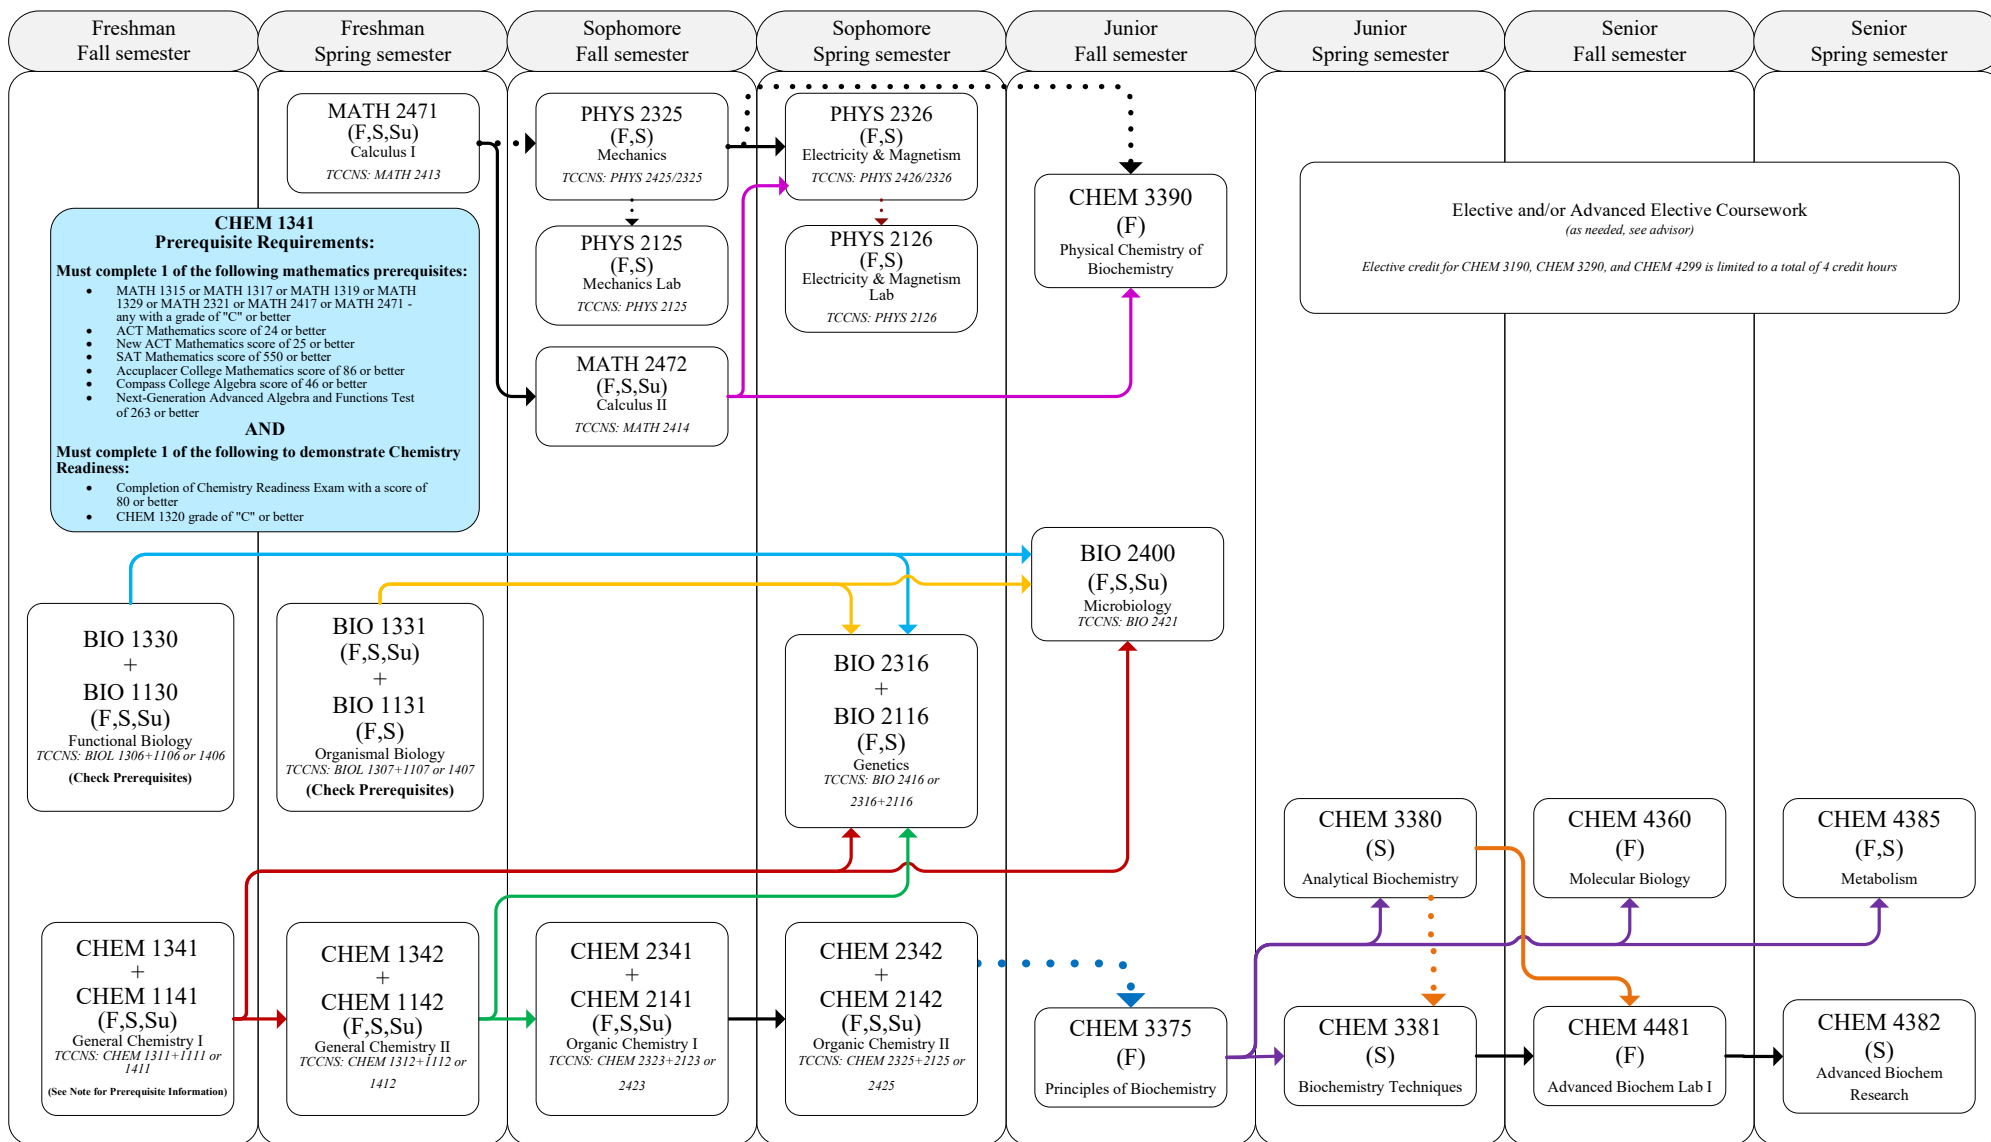 Freshman
Fall semester
Freshman
Spring semester
Sophomore
Fall semester
Sophomore
Spring semester
Junior
Fall semester
Junior
Spring semester
Senior
Fall semester
Senior
Spring semester
MATH 2471
(F,S,Su)
Calculus I
TCCNS: MATH 2413
PHYS 2325
(F,S)
Mechanics
TCCNS: PHYS 2425/2325
PHYS 2326
(F,S)
Electricity & Magnetism
TCCNS: PHYS 2426/2326
CHEM 3390
(F)
Physical Chemistry of
Biochemistry
Elective and/or Advanced Elective Coursework
(as needed, see advisor)
Elective credit for CHEM 3190, CHEM 3290, and CHEM 4299 is limited to a total of 4 credit hours
CHEM 1341
Prerequisite Requirements:
Must complete 1 of the following mathematics prerequisites:
• MATH 1315 or MATH 1317 or MATH 1319 or MATH
1329 or MATH 2321 or MATH 2417 or MATH 2471 -
any with a grade of "C" or better
• ACT Mathematics score of 24 or better
• New ACT Mathematics score of 25 or better
• SAT Mathematics score of 550 or better
• Accuplacer College Mathematics score of 86 or better
• Compass College Algebra score of 46 or better
• Next-Generation Advanced Algebra and Functions Test
of 263 or better
AND
Must complete 1 of the following to demonstrate Chemistry
Readiness:
• Completion of Chemistry Readiness Exam with a score of
80 or better
• CHEM 1320 grade of "C" or better
PHYS 2125
(F,S)
Mechanics Lab
TCCNS: PHYS 2125
PHYS 2126
(F,S)
Electricity & Magnetism
Lab
TCCNS: PHYS 2126
MATH 2472
(F,S,Su)
Calculus II
TCCNS: MATH 2414
BIO 2400
(F,S,Su)
Microbiology
TCCNS: BIO 2421
BIO 1330
+
BIO 1130
(F,S,Su)
Functional Biology
TCCNS: BIOL 1306+1106 or 1406
(Check Prerequisites)
BIO 1331
(F,S,Su)
+
BIO 1131
(F,S)
Organismal Biology
TCCNS: BIOL 1307+1107 or 1407
(Check Prerequisites)
BIO 2316
+
BIO 2116
(F,S)
Genetics
TCCNS: BIO 2416 or
2316+2116
CHEM 3380
(S)
Analytical Biochemistry
CHEM 4360
(F)
Molecular Biology
CHEM 4385
(F,S)
Metabolism
CHEM 1341
+
CHEM 1141
(F,S,Su)
General Chemistry I
TCCNS: CHEM 1311+1111 or
1411
(See Note for Prerequisite Information)
CHEM 1342
+
CHEM 1142
(F,S,Su)
General Chemistry II
TCCNS: CHEM 1312+1112 or
1412
CHEM 2341
+
CHEM 2141
(F,S,Su)
Organic Chemistry I
TCCNS: CHEM 2323+2123 or
2423
CHEM 2342
+
CHEM 2142
(F,S,Su)
Organic Chemistry II
TCCNS: CHEM 2325+2125 or
2425
CHEM 3375
(F)
Principles of Biochemistry
CHEM 3381
(S)
Biochemistry Techniques
CHEM 4481
(F)
Advanced Biochem Lab I
CHEM 4382
(S)
Advanced Biochem
Research